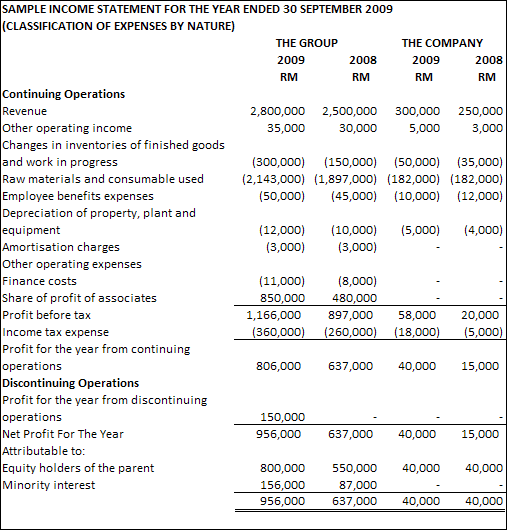 SAMPLE INCOME STATEMENT FOR THE YEAR ENDED 30 SEPTEMBER 2009
(CLASSIFICATION OF EXPENSES BY NATURE)
THE GROUP THE COMPANY
2009 2008 2009 2008
RM RM RM RM
Continuing Operations
Revenue 2,800,000 2,500,000 300,000 250,000
Other operating income 35,000 30,000 5,000 3,000
Changes in inventories of finished goods
and work in progress (300,000) (150,000) (50,000) (35,000)
Raw materials and consumable used (2,143,000) (1,897,000) (182,000) (182,000)
Employee benefits expenses (50,000) (45,000) (10,000) (12,000)
Depreciation of property, plant and
equipment (12,000) (10,000) (5,000) (4,000)
Amortisation charges (3,000) (3,000) - -
Other operating expenses
Finance costs (11,000) (8,000) - -
Share of profit of associates 850,000 480,000 - -
Profit before tax 1,166,000 897,000 58,000 20,000
Income tax expense (360,000) (260,000) (18,000) (5,000)
Profit for the year from continuing
operations 806,000 637,000 40,000 15,000
Discontinuing Operations
Profit for the year from discontinuing
operations 150,000 - - -
Net Profit For The Year 956,000 637,000 40,000 15,000
Attributable to:
Equity holders of the parent 800,000 550,000 40,000 40,000
Minority interest 156,000 87,000 - -
956,000 637,000 40,000 40,000